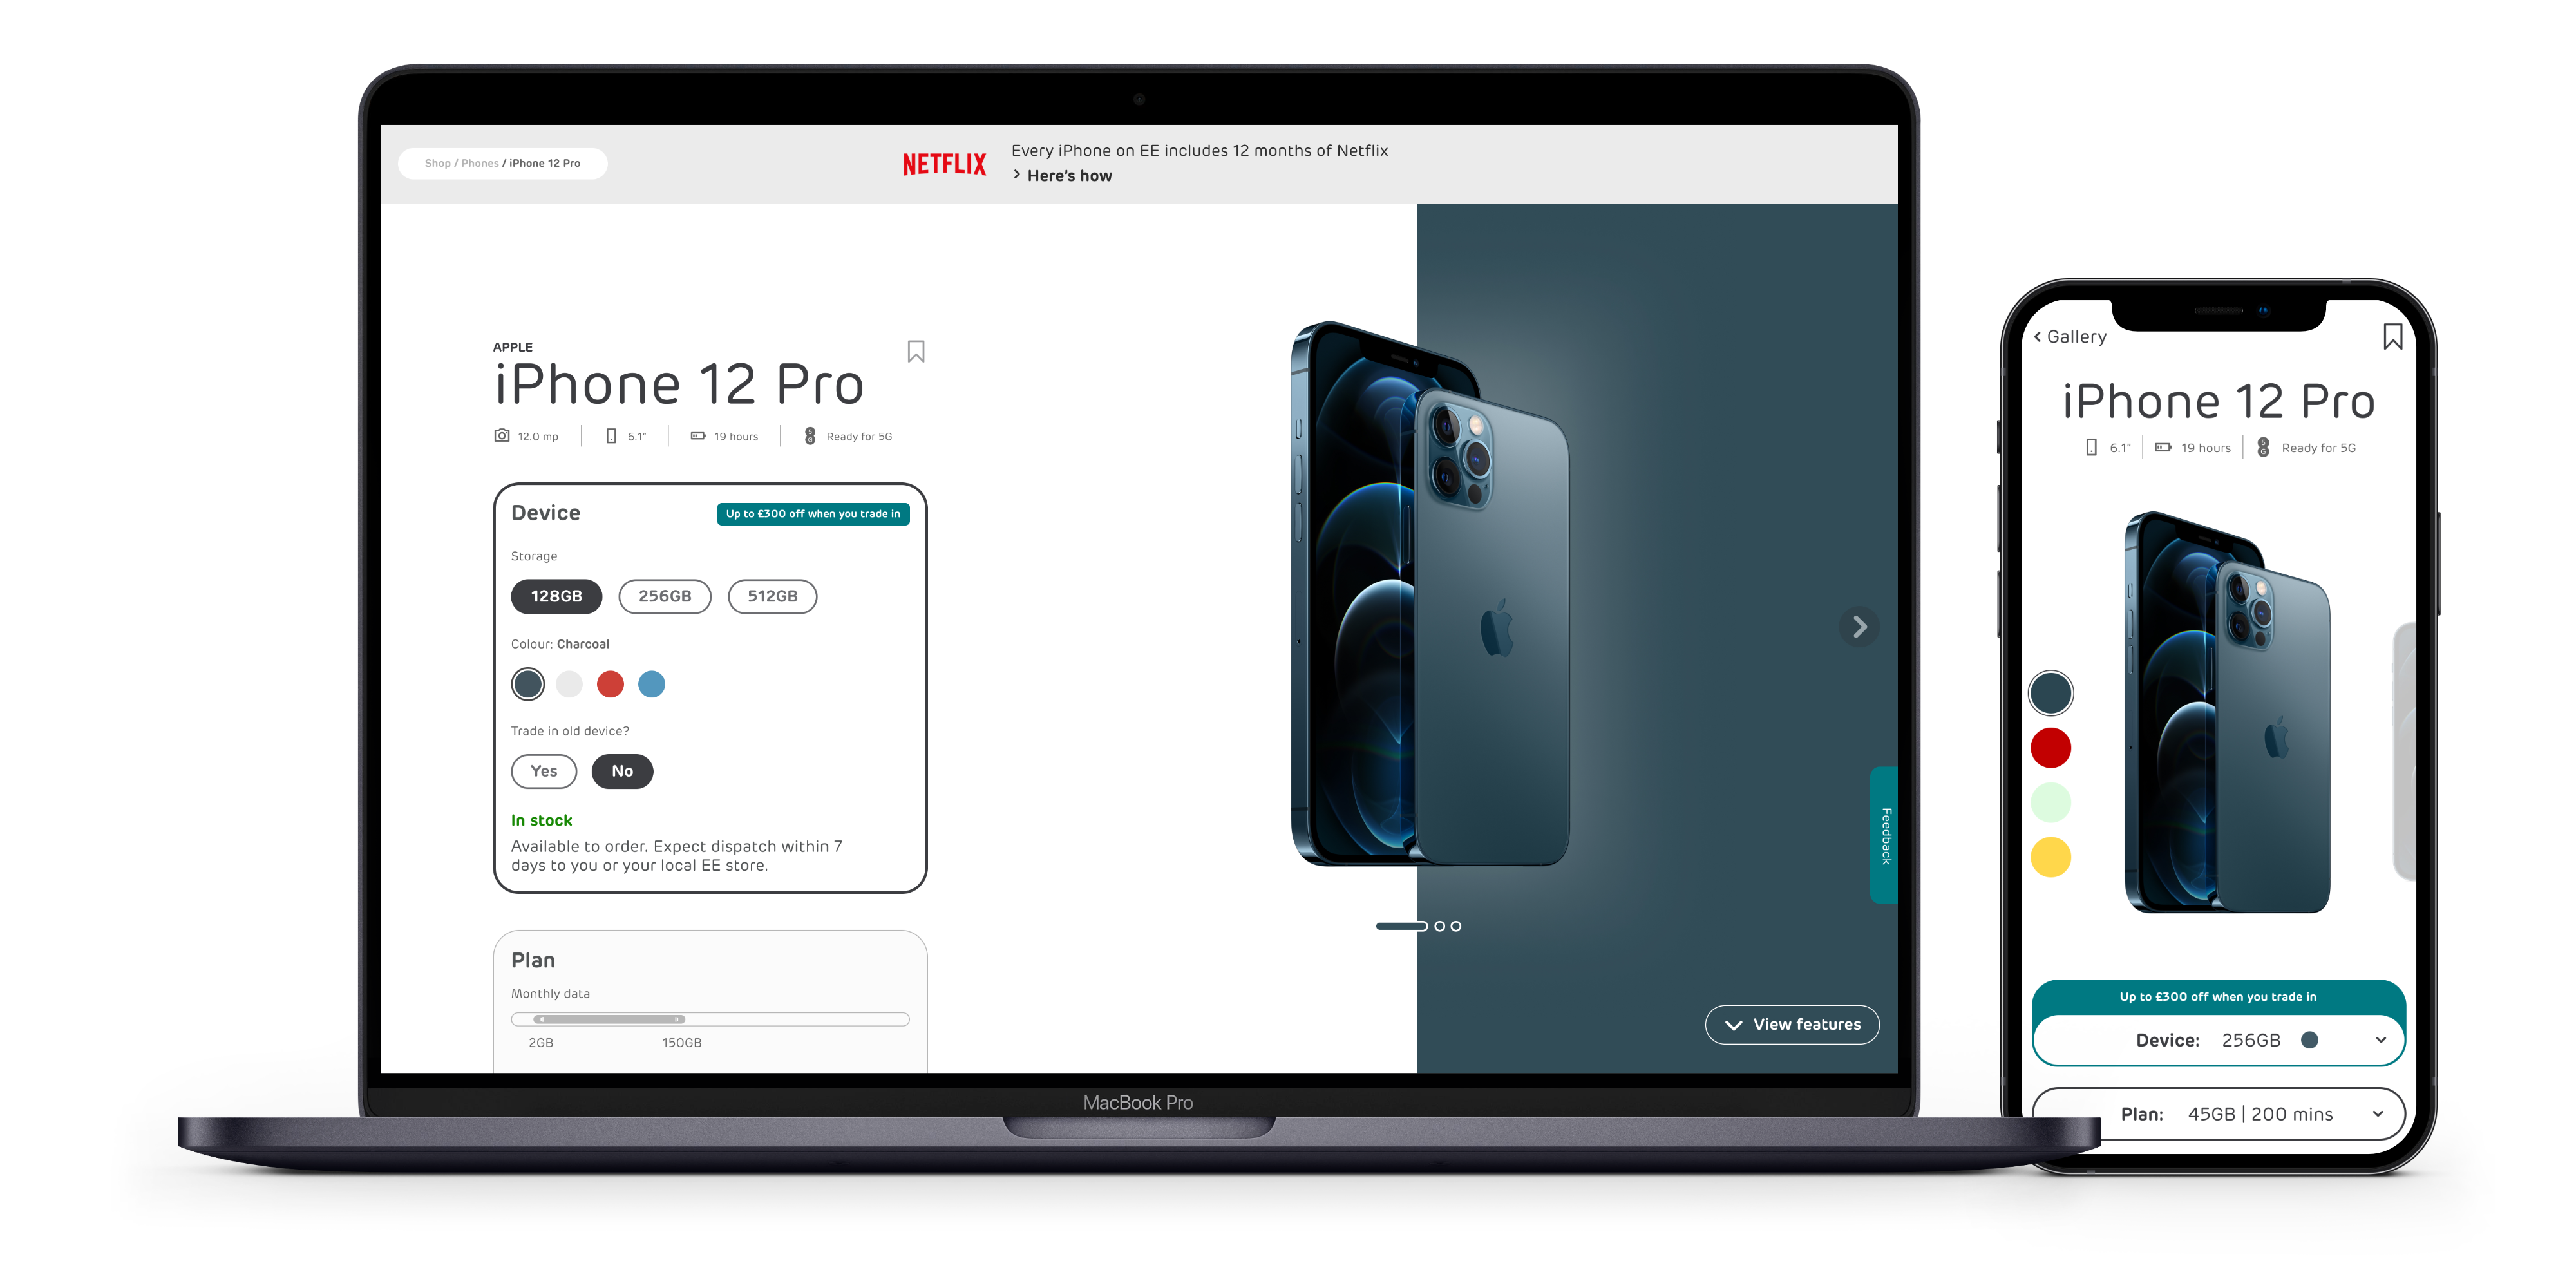 Shop / Phones / iPhone 12 Pro
NETFLIX
Every iPhone on EE includes 12 months of Netflix
Here's how
APPLE
iPhone 12 Pro
12.0 mp
6.1"
19 hours
5G
Ready for 5G
Device
Up to £300 off when you trade in
Storage
128GB
256GB
512GB
Colour: Charcoal
Trade in old device?
Yes
No
In stock
Available to order. Expect dispatch within 7
days to you or your local EE store.
Plan
Monthly data
2GB
150GB
Feedback
View features
MacBook Pro
Gallery
iPhone 12 Pro
6.1"
19 hours
5G
Ready for 5G
Up to £300 off when you trade in
Device: 256GB
Plan: 45GB | 200 mins